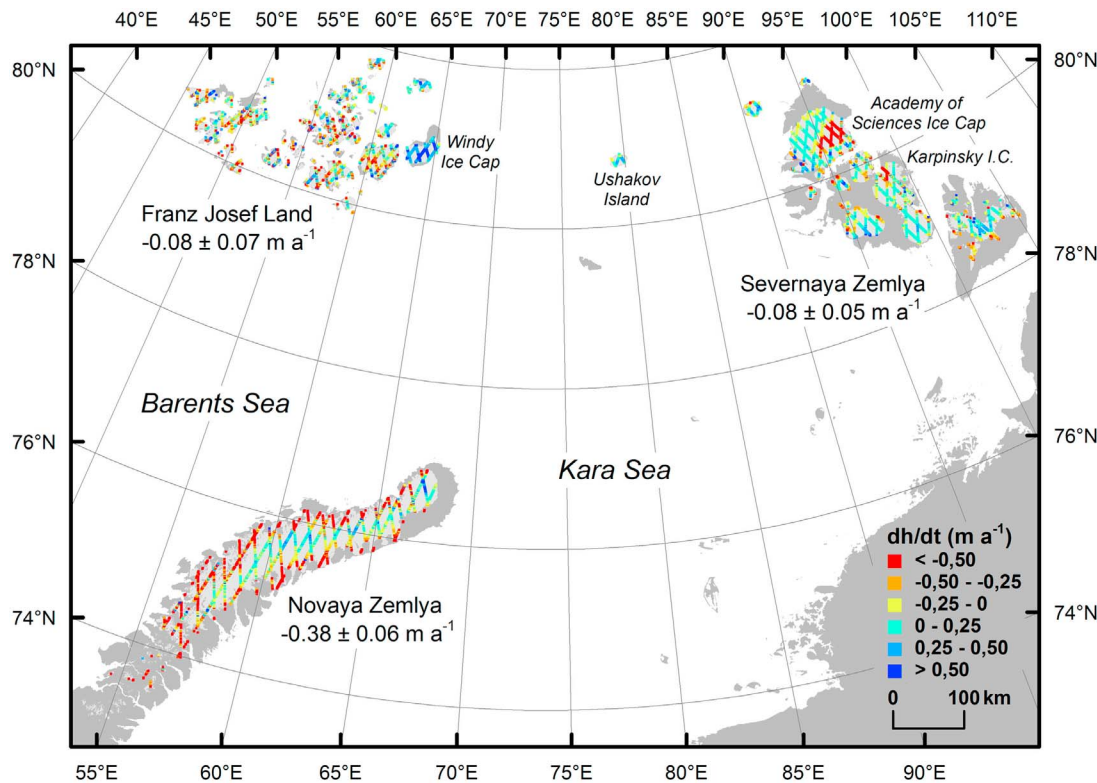 40°E 45°E 50°E 55°E 60°E 65°E 70°E 75°E 80°E 85°E 90°E 95°E 100°E 105°E 110°E
80°N
80°N
Academy of
Sciences Ice Cap
Windy
Ice Cap
Karpinsky I.C.
Ushakov
Island
Franz Josef Land
-0.08 ± 0.07 m a⁻¹
78°N
78°N
Severnaya Zemlya
-0.08 ± 0.05 m a⁻¹
Barents Sea
76°N
76°N
Kara Sea
dh/dt (m a⁻¹)
< -0,50
-0,50 - -0,25
-0,25 - 0
0 - 0,25
0,25 - 0,50
> 0,50
0 100 km
Novaya Zemlya
-0.38 ± 0.06 m a⁻¹
74°N
74°N
55°E 60°E 65°E 70°E 75°E 80°E 85°E 90°E